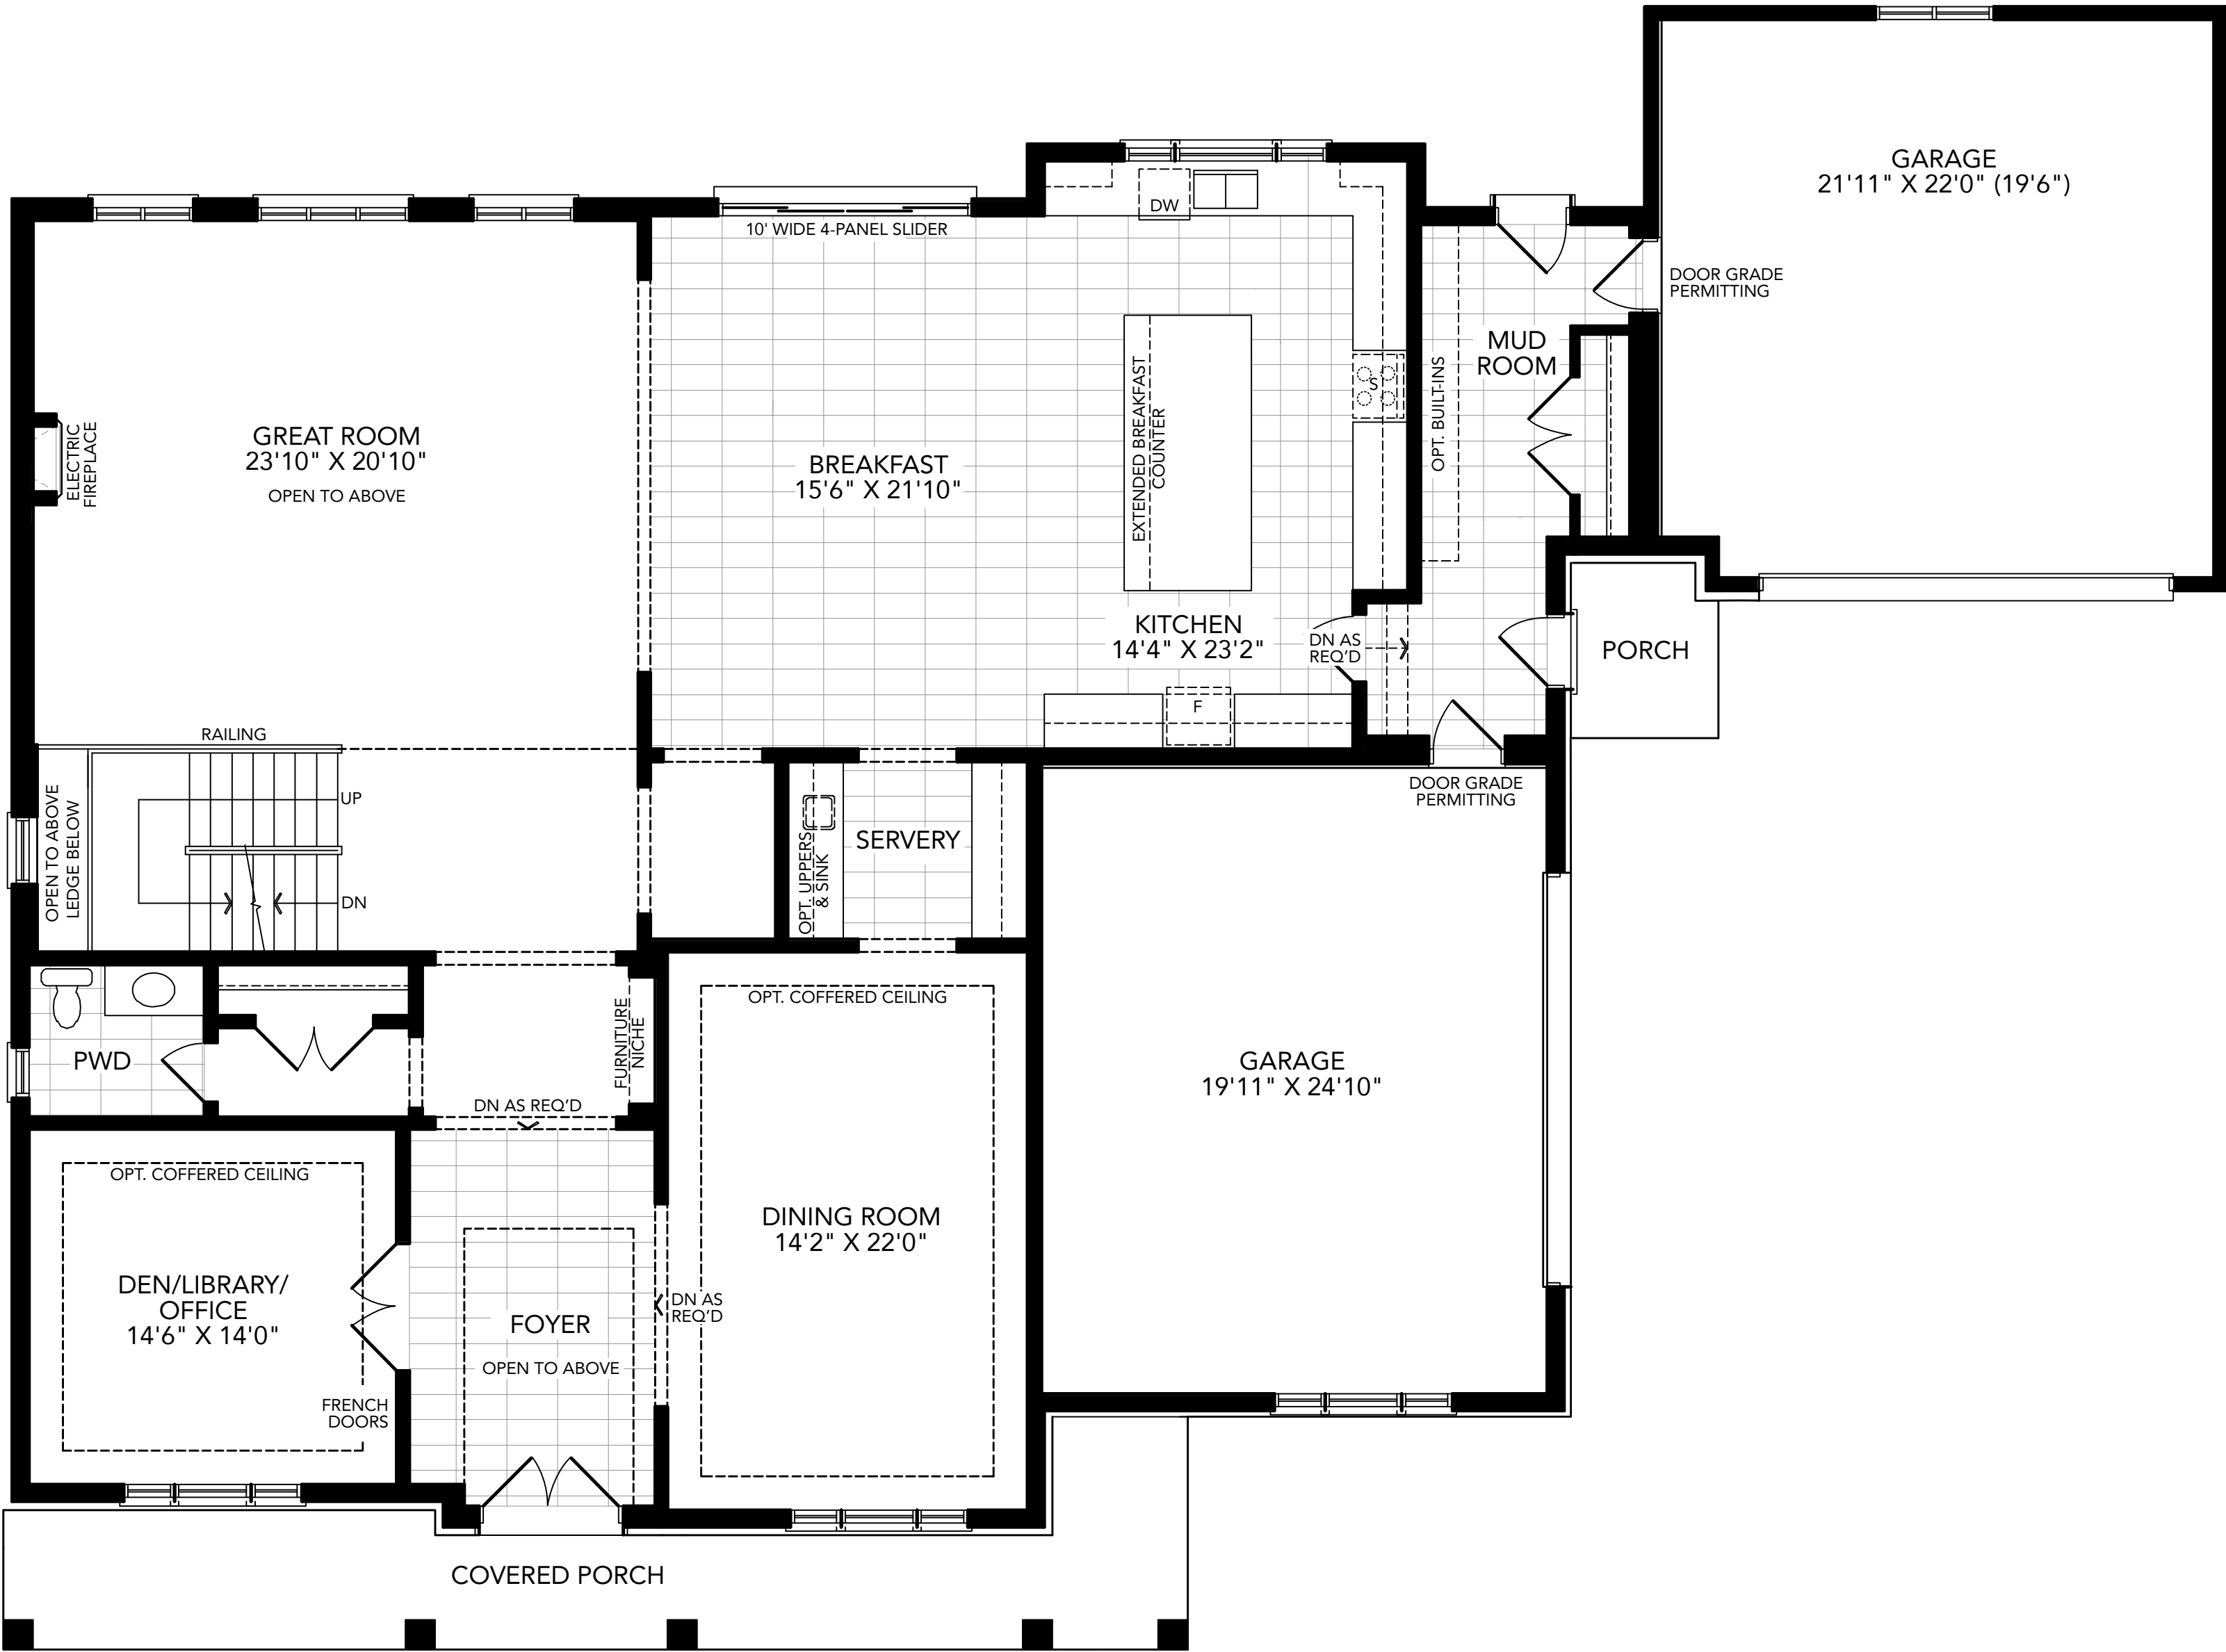 GARAGE
21'11" X 22'0" (19'6")
DW
10' WIDE 4-PANEL SLIDER
DOOR GRADE
PERMITTING
MUD
ROOM
OPT. BUILT-INS
S
EXTENDED BREAKFAST
COUNTER
GREAT ROOM
23'10" X 20'10"
OPEN TO ABOVE
ELECTRIC
FIREPLACE
BREAKFAST
15'6" X 21'10"
KITCHEN
14'4" X 23'2"
DN AS
REQ'D
PORCH
F
RAILING
UP
DN
OPEN TO ABOVE
LEDGE BELOW
DOOR GRADE
PERMITTING
SERVERY
OPT. UPPERS
& SINK
OPT. COFFERED CEILING
FURNITURE
NICHE
PWD
GARAGE
19'11" X 24'10"
DN AS REQ'D
OPT. COFFERED CEILING
DINING ROOM
14'2" X 22'0"
DEN/LIBRARY/
OFFICE
14'6" X 14'0"
DN AS
REQ'D
FOYER
OPEN TO ABOVE
FRENCH
DOORS
COVERED PORCH